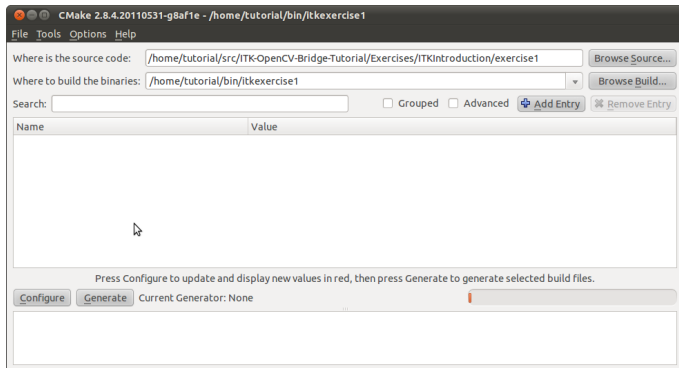 CMake 2.8.4.20110531-g8af1e - /home/tutorial/bin/itkexercise1
File Tools Options Help
Where is the source code: /home/tutorial/src/ITK-OpenCV-Bridge-Tutorial/Exercises/ITKIntroduction/exercise1 Browse Source...
Where to build the binaries: /home/tutorial/bin/itkexercise1 Browse Build...
Search: Grouped Advanced Add Entry Remove Entry
Name Value
Press Configure to update and display new values in red, then press Generate to generate selected build files.
Configure Generate Current Generator: None